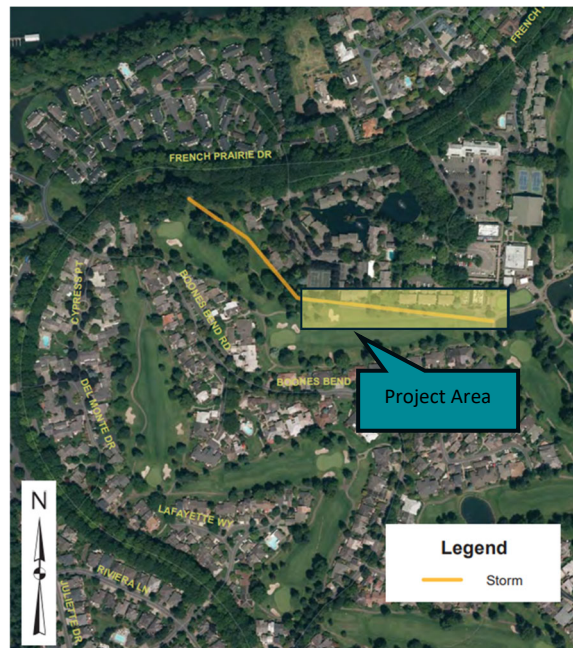 FRENCH
FRENCH PRAIRIE DR
CYPRESS PT
BOONES BEND RD
BOONES BEND
Project Area
DEL MONTE DR
LAFAYETTE WY
N
Legend
Storm
RIVIERA LN
JULIETTE DR